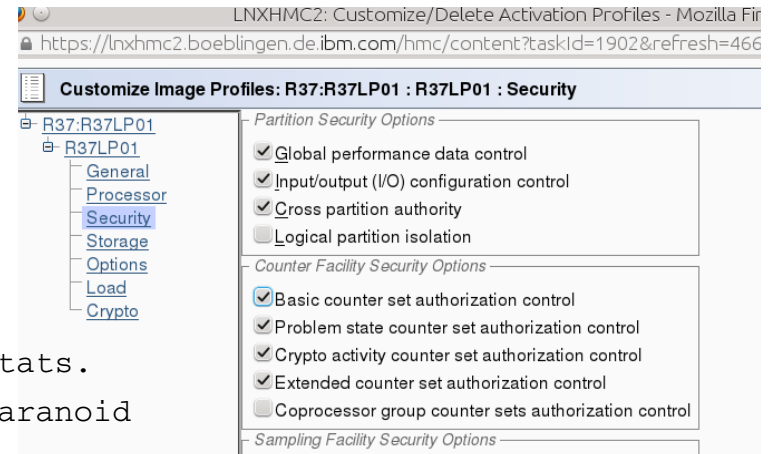 LNXHMC2: Customize/Delete Activation Profiles - Mozilla Fir
https://lnxhmc2.boeblingen.de.ibm.com/hmc/content?taskId=1902&refresh=466
Customize Image Profiles: R37:R37LP01 : R37LP01 : Security
R37:R37LP01
R37LP01
General
Processor
Security
Storage
Options
Load
Crypto
tats.
aranoid
Partition Security Options
Global performance data control
Input/output (I/O) configuration control
Cross partition authority
Logical partition isolation
Counter Facility Security Options
Basic counter set authorization control
Problem state counter set authorization control
Crypto activity counter set authorization control
Extended counter set authorization control
Coprocessor group counter sets authorization control
Sampling Facility Security Options